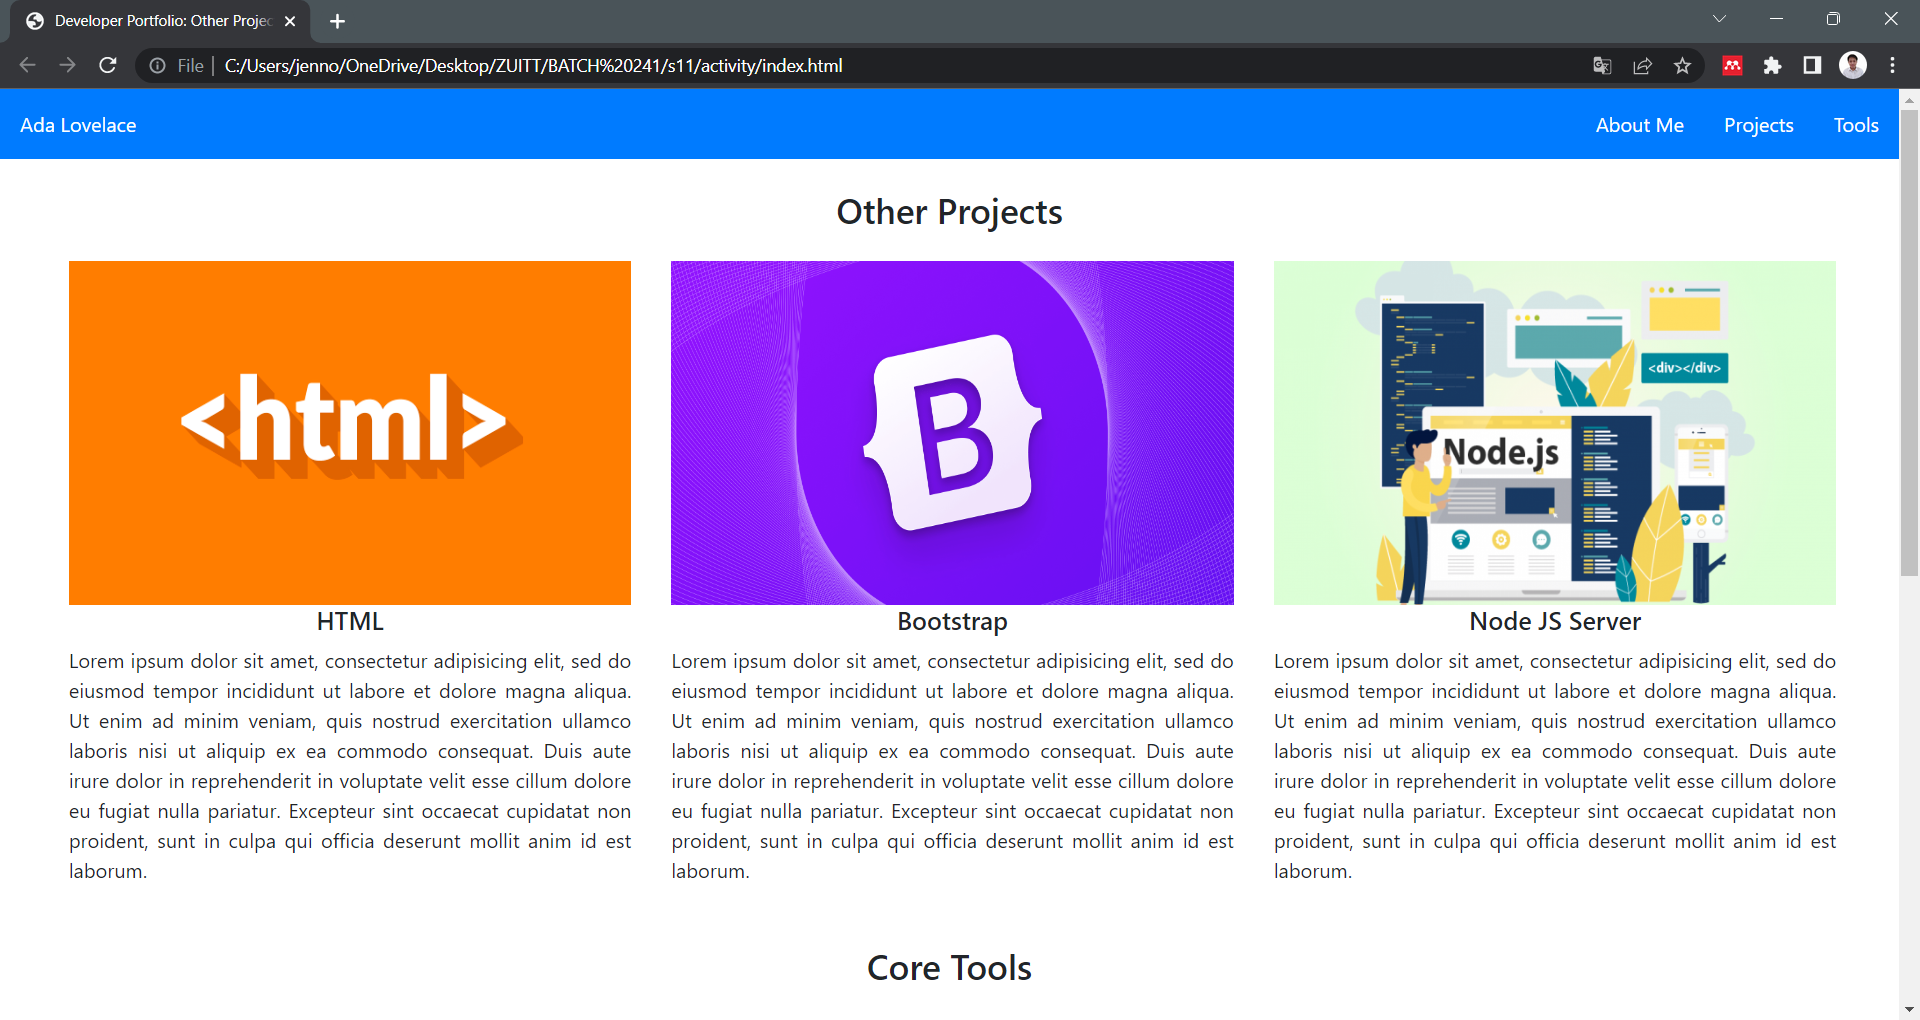 Developer Portfolio: Other Projec
File
C:/Users/jenno/OneDrive/Desktop/ZUITT/BATCH%20241/s11/activity/index.html
Ada Lovelace
About Me
Projects
Tools
Other Projects
<html>
B
<div></div>
Node.js
HTML
Lorem ipsum dolor sit amet, consectetur adipisicing elit, sed do
eiusmod tempor incididunt ut labore et dolore magna aliqua.
Ut enim ad minim veniam, quis nostrud exercitation ullamco
laboris nisi ut aliquip ex ea commodo consequat. Duis aute
irure dolor in reprehenderit in voluptate velit esse cillum dolore
eu fugiat nulla pariatur. Excepteur sint occaecat cupidatat non
proident, sunt in culpa qui officia deserunt mollit anim id est
laborum.
Bootstrap
Lorem ipsum dolor sit amet, consectetur adipisicing elit, sed do
eiusmod tempor incididunt ut labore et dolore magna aliqua.
Ut enim ad minim veniam, quis nostrud exercitation ullamco
laboris nisi ut aliquip ex ea commodo consequat. Duis aute
irure dolor in reprehenderit in voluptate velit esse cillum dolore
eu fugiat nulla pariatur. Excepteur sint occaecat cupidatat non
proident, sunt in culpa qui officia deserunt mollit anim id est
laborum.
Node JS Server
Lorem ipsum dolor sit amet, consectetur adipisicing elit, sed do
eiusmod tempor incididunt ut labore et dolore magna aliqua.
Ut enim ad minim veniam, quis nostrud exercitation ullamco
laboris nisi ut aliquip ex ea commodo consequat. Duis aute
irure dolor in reprehenderit in voluptate velit esse cillum dolore
eu fugiat nulla pariatur. Excepteur sint occaecat cupidatat non
proident, sunt in culpa qui officia deserunt mollit anim id est
laborum.
Core Tools